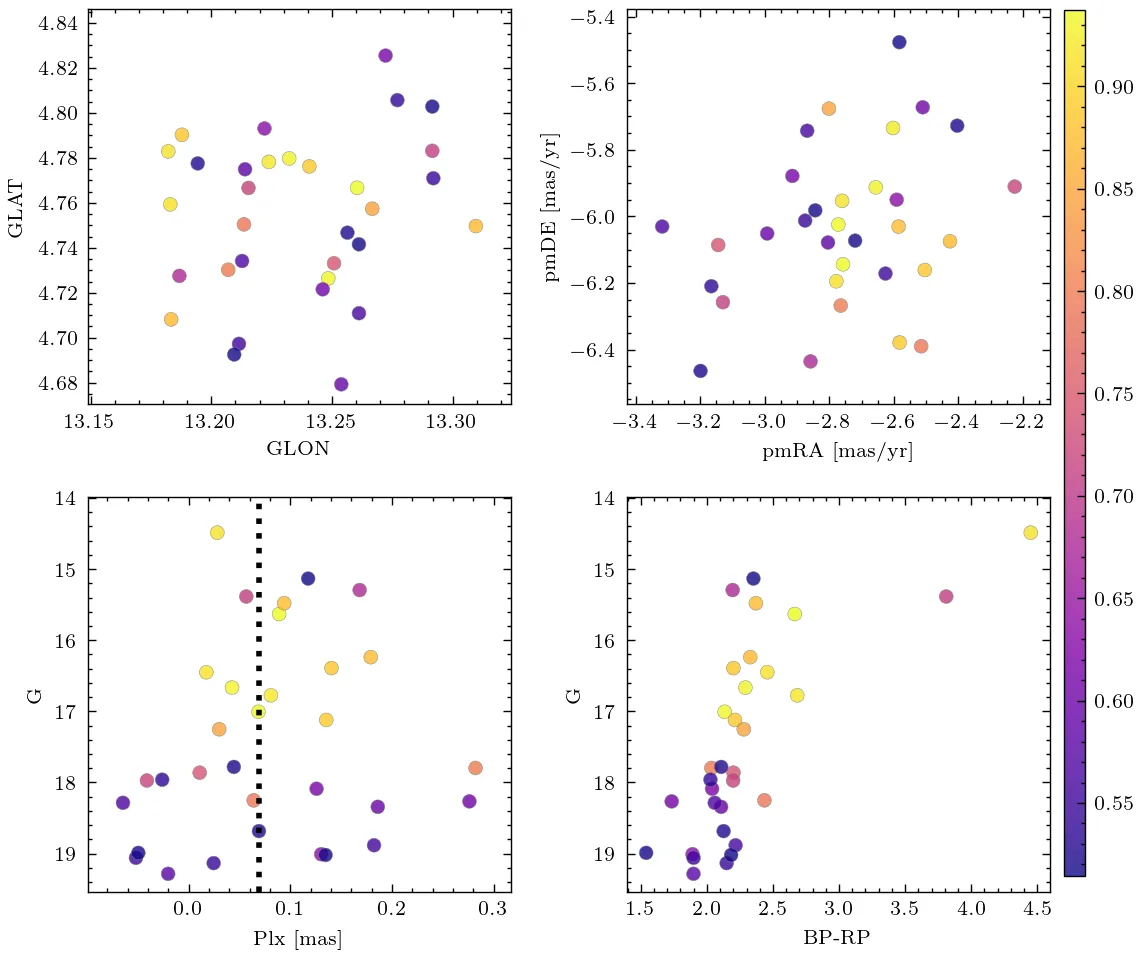 4.84
4.82
4.80
4.78
4.76
4.74
4.72
4.70
4.68
GLAT
13.15 13.20 13.25 13.30
GLON
−5.4
−5.6
−5.8
−6.0
−6.2
−6.4
pmDE [mas/yr]
−3.4 −3.2 −3.0 −2.8 −2.6 −2.4 −2.2
pmRA [mas/yr]
14
15
16
17
18
19
G
0.0 0.1 0.2 0.3
Plx [mas]
14
15
16
17
18
19
G
1.5 2.0 2.5 3.0 3.5 4.0 4.5
BP-RP
0.90
0.85
0.80
0.75
0.70
0.65
0.60
0.55